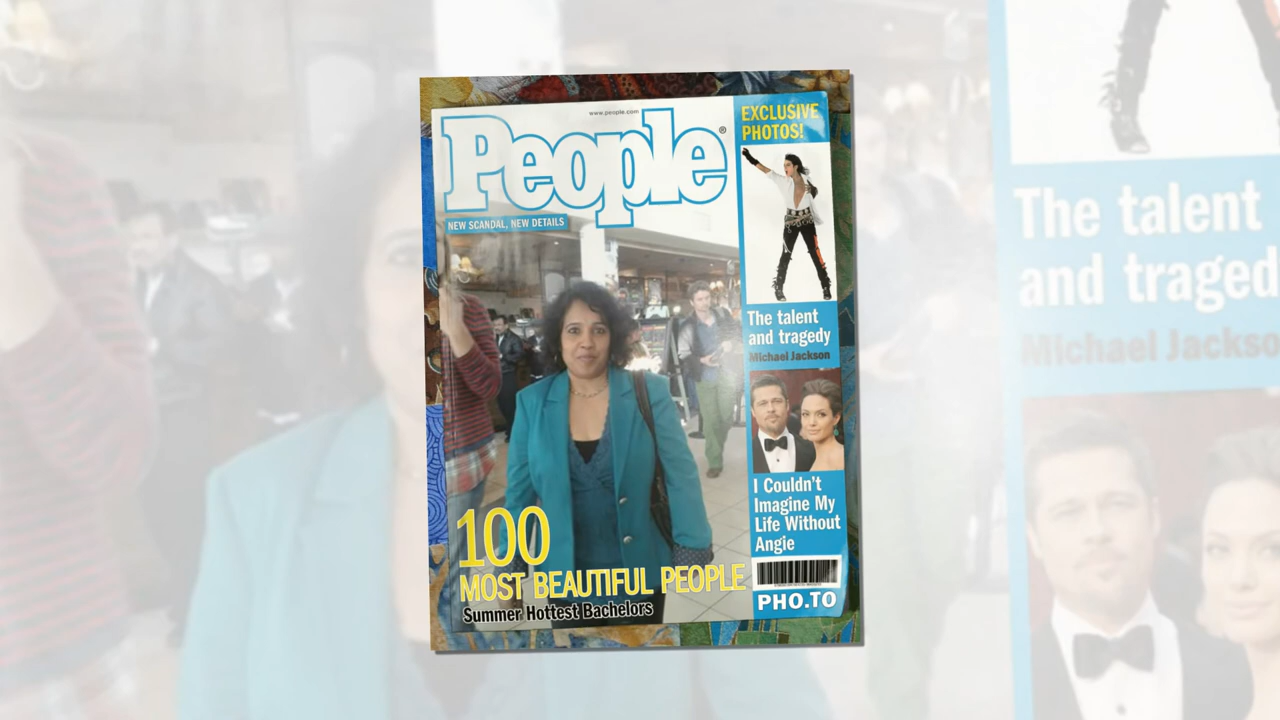 www.people.com
People®
NEW SCANDAL, NEW DETAILS
100
MOST BEAUTIFUL PEOPLE
Summer Hottest Bachelors
EXCLUSIVE
PHOTOS!
The talent
and tragedy
Michael Jackson
I Couldn't
Imagine My
Life Without
Angie
PHO.TO
The talent
and traged
Michael Jackso